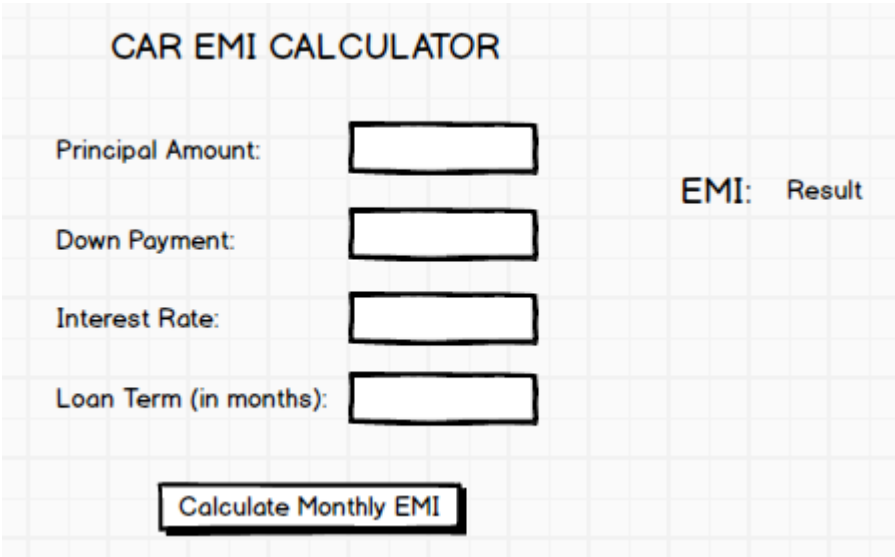 CAR EMI CALCULATOR
Principal Amount:
EMI: Result
Down Payment:
Interest Rate:
Loan Term (in months):
Calculate Monthly EMI